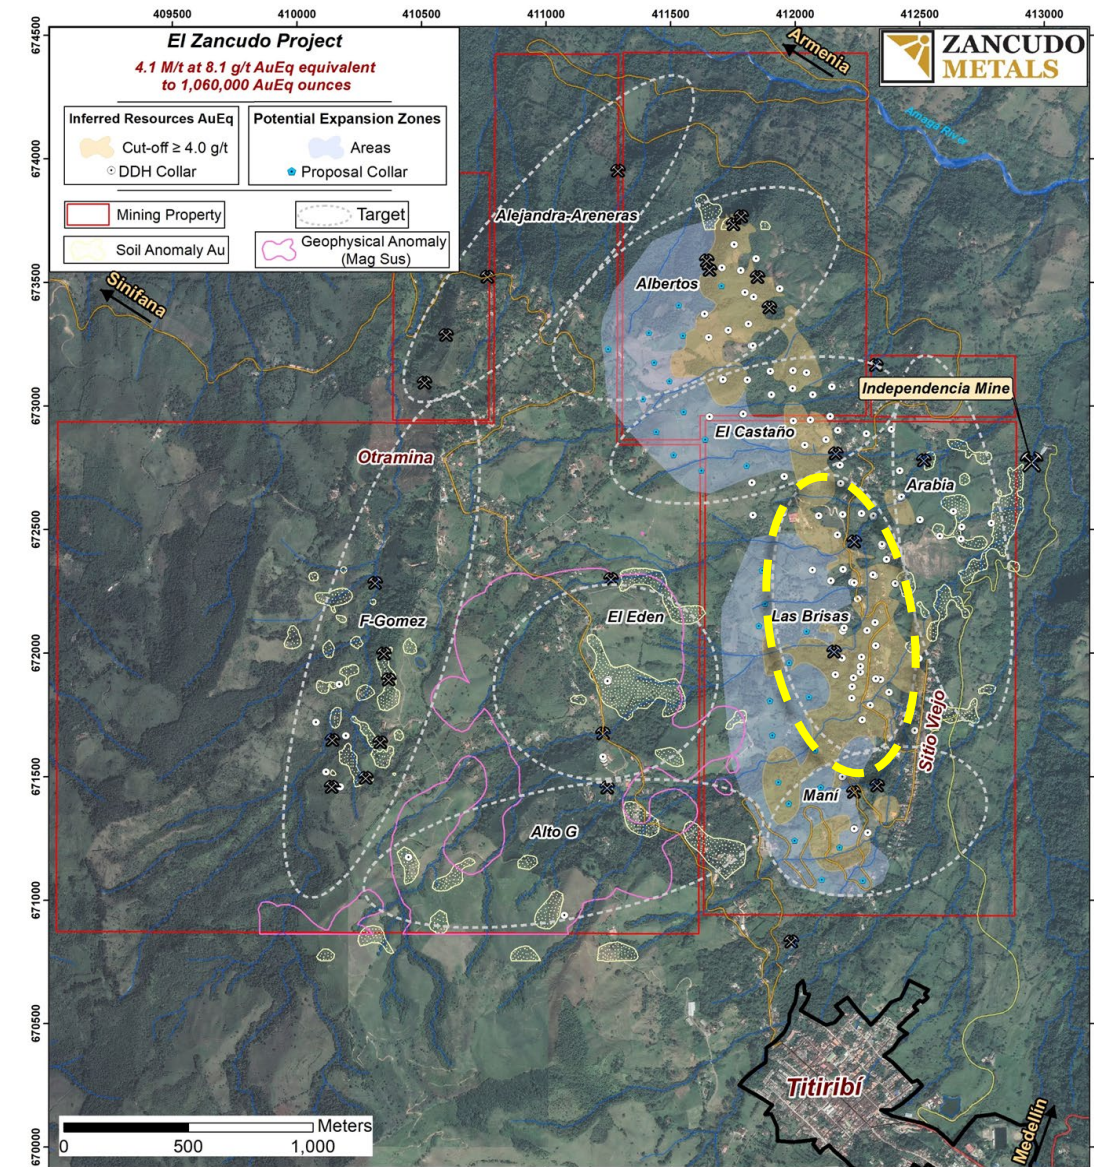 409500 410000 410500 411000 411500 412000 412500 413000
674500
674000
673500
673000
672500
672000
671500
671000
670500
670000
El Zancudo Project
4.1 M/t at 8.1 g/t AuEq equivalent
to 1,060,000 AuEq ounces
Inferred Resources AuEq
Cut-off ≥ 4.0 g/t
DDH Collar
Potential Expansion Zones
Areas
Proposal Collar
Mining Property
Target
Soil Anomaly Au
Geophysical Anomaly
(Mag Sus)
ZANCUDO
METALS
Armenia
Amaga River
Alejandra-Areneras
Sinifana
Albertos
Independencia Mine
El Castaño
Otramina
Arabia
F-Gomez
El Eden
Las Brisas
Sitio Viejo
Maní
Alto G
Titiribí
Medellín
Meters
0 500 1,000